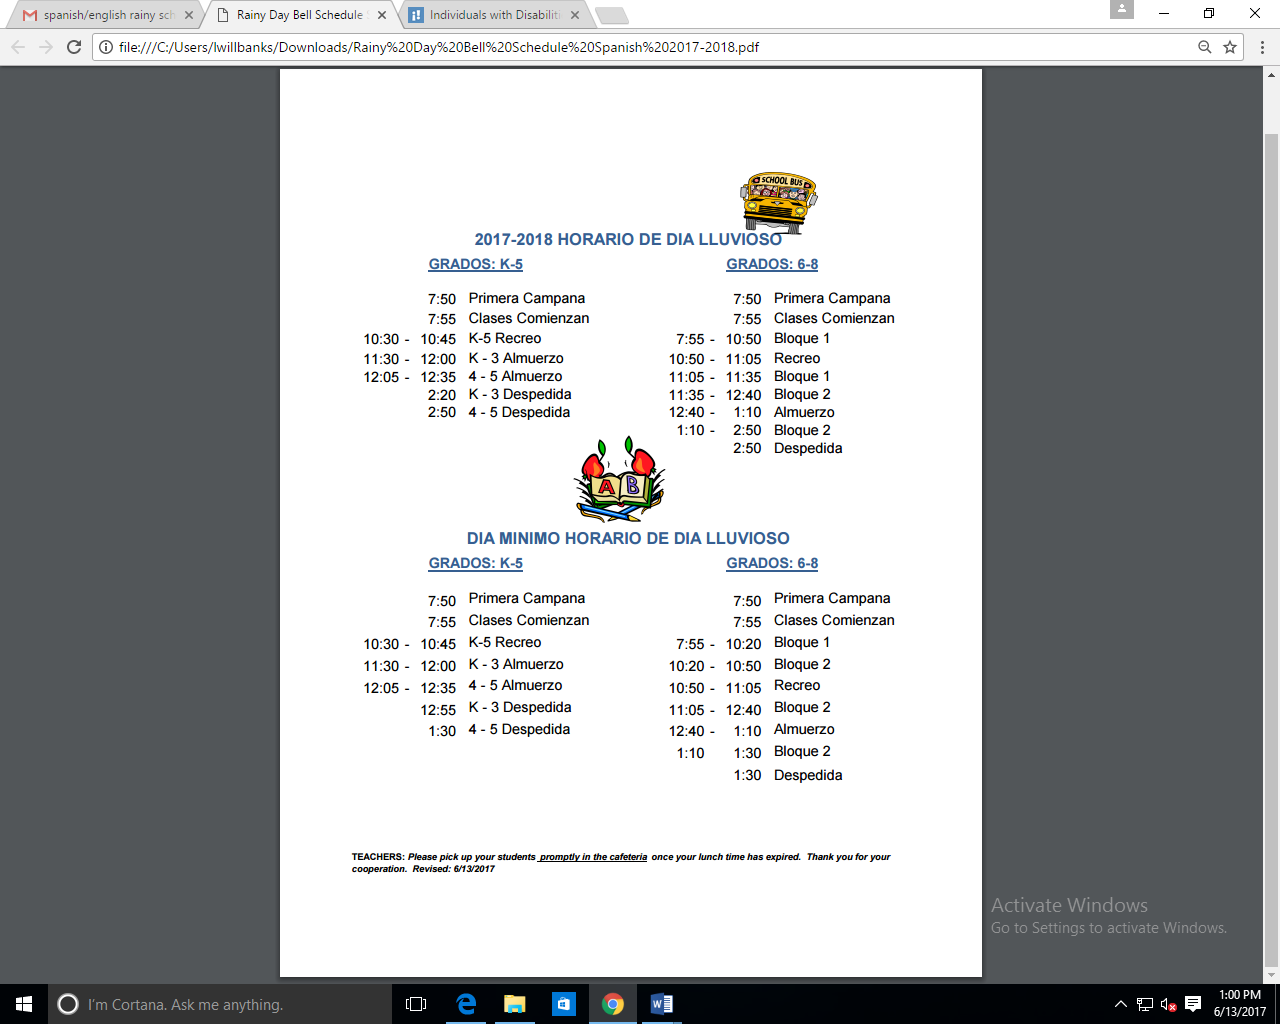 spanish/english rainy sch
Rainy Day Bell Schedule S
Individuals with Disabiliti
file:///C:/Users/lwillbanks/Downloads/Rainy%20Day%20Bell%20Schedule%20Spanish%202017-2018.pdf
SCHOOL BUS
2017-2018 HORARIO DE DIA LLUVIOSO
GRADOS: K-5
7:50 Primera Campana
7:55 Clases Comienzan
10:30 - 10:45 K-5 Recreo
11:30 - 12:00 K - 3 Almuerzo
12:05 - 12:35 4 - 5 Almuerzo
2:20 K - 3 Despedida
2:50 4 - 5 Despedida
GRADOS: 6-8
7:50 Primera Campana
7:55 Clases Comienzan
7:55 - 10:50 Bloque 1
10:50 - 11:05 Recreo
11:05 - 11:35 Bloque 1
11:35 - 12:40 Bloque 2
12:40 - 1:10 Almuerzo
1:10 - 2:50 Bloque 2
2:50 Despedida
A B
DIA MINIMO HORARIO DE DIA LLUVIOSO
GRADOS: K-5
7:50 Primera Campana
7:55 Clases Comienzan
10:30 - 10:45 K-5 Recreo
11:30 - 12:00 K - 3 Almuerzo
12:05 - 12:35 4 - 5 Almuerzo
12:55 K - 3 Despedida
1:30 4 - 5 Despedida
GRADOS: 6-8
7:50 Primera Campana
7:55 Clases Comienzan
7:55 - 10:20 Bloque 1
10:20 - 10:50 Bloque 2
10:50 - 11:05 Recreo
11:05 - 12:40 Bloque 2
12:40 - 1:10 Almuerzo
1:10 1:30 Bloque 2
1:30 Despedida
TEACHERS: Please pick up your students promptly in the cafeteria once your lunch time has expired. Thank you for your
cooperation. Revised: 6/13/2017
Activate Windows
Go to Settings to activate Windows.
I'm Cortana. Ask me anything.
1:00 PM
6/13/2017